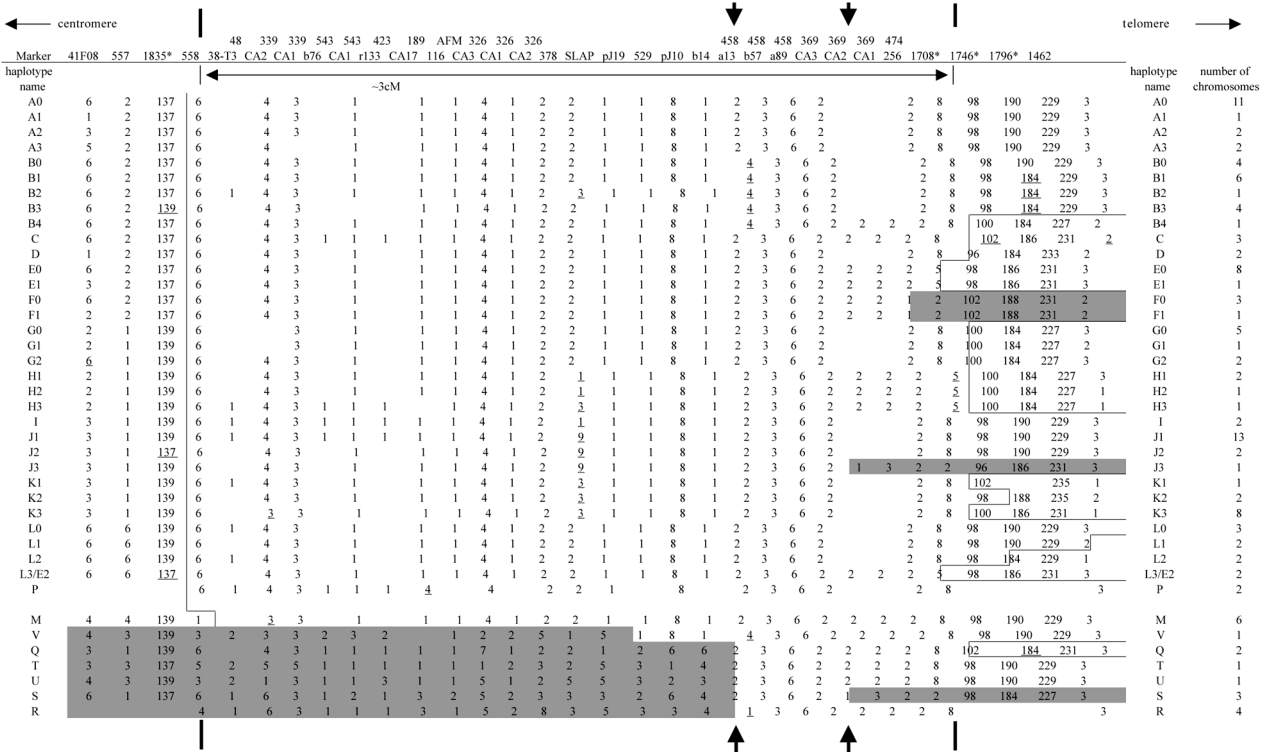 centromere telomere
48 339 339 543 543 423 189 AFM 326 326 326 458 458 458 369 369 369 474
Marker 41F08 557 1835* 558 38-T3 CA2 CA1 b76 CA1 r133 CA17 116 CA3 CA1 CA2 378 SLAP pJ19 529 pJ10 b14 a13 b57 a89 CA3 CA2 CA1 256 1708* 1746* 1796* 1462
haplotype haplotype number of
name ~3cM name chromosomes
A0 6 2 137 6 4 3 1 1 1 4 1 2 2 1 1 8 1 2 3 6 2 2 8 98 190 229 3 A0 11
A1 1 2 137 6 4 3 1 1 1 4 1 2 2 1 1 8 1 2 3 6 2 2 8 98 190 229 3 A1 1
A2 3 2 137 6 4 3 1 1 1 4 1 2 2 1 1 8 1 2 3 6 2 2 8 98 190 229 3 A2 2
A3 5 2 137 6 4 1 1 1 4 1 2 2 1 1 8 1 2 3 6 2 2 8 98 190 229 3 A3 2
B0 6 2 137 6 4 3 1 1 1 4 1 2 2 1 1 8 1 4 3 6 2 2 8 98 190 229 3 B0 4
B1 6 2 137 6 4 3 1 1 1 4 1 2 2 1 1 8 1 4 3 6 2 2 8 98 184 229 3 B1 6
B2 6 2 137 6 1 4 3 1 1 1 4 1 2 3 1 1 8 1 4 3 6 2 2 8 98 184 229 3 B2 1
B3 6 2 139 6 4 3 1 1 4 1 2 2 1 1 8 1 4 3 6 2 2 8 98 184 229 3 B3 4
B4 6 2 137 6 4 3 1 1 1 4 1 2 2 1 1 8 1 4 3 6 2 2 2 2 8 100 184 227 2 B4 1
C 6 2 137 6 4 3 1 1 1 1 1 4 1 2 2 1 1 8 1 2 3 6 2 2 2 2 8 102 186 231 2 C 3
D 1 2 137 6 4 3 1 1 1 4 1 2 2 1 1 8 1 2 3 6 2 2 8 96 184 233 2 D 2
E0 6 2 137 6 4 3 1 1 1 4 1 2 2 1 1 8 1 2 3 6 2 2 2 2 5 98 186 231 3 E0 8
E1 3 2 137 6 4 3 1 1 1 4 1 2 2 1 1 8 1 2 3 6 2 2 2 2 5 98 186 231 3 E1 1
F0 6 2 137 6 4 3 1 1 1 4 1 2 2 1 1 8 1 2 3 6 2 2 2 1 2 102 188 231 2 F0 3
F1 2 2 137 6 4 3 1 1 1 4 1 2 2 1 1 8 1 2 3 6 2 2 2 1 2 102 188 231 2 F1 1
G0 2 1 139 6 3 1 1 1 4 1 2 2 1 1 8 1 2 3 6 2 2 8 100 184 227 3 G0 5
G1 2 1 139 6 3 1 1 1 4 1 2 2 1 1 8 1 2 3 6 2 2 8 100 184 227 3 G1 1
G2 6 1 139 6 4 3 1 1 1 4 1 2 2 1 1 8 1 2 3 6 2 2 8 100 184 227 3 G2 2
H1 2 1 139 6 4 3 1 1 1 4 1 2 1 1 1 8 1 2 3 6 2 2 2 2 5 100 184 227 3 H1 2
H2 2 1 139 6 4 3 1 1 1 4 1 2 1 1 1 8 1 2 3 6 2 2 2 2 5 100 184 227 1 H2 1
H3 2 1 139 6 1 4 3 1 1 1 1 4 1 2 3 1 1 8 1 2 3 6 2 2 2 2 5 100 184 227 1 H3 1
I 3 1 139 6 1 4 3 1 1 1 1 1 4 1 2 1 1 1 8 1 2 3 6 2 2 8 98 190 229 3 I 2
J1 3 1 139 6 1 4 3 1 1 1 1 1 4 1 2 9 1 1 8 1 2 3 6 2 2 8 98 190 229 3 J1 13
J2 3 1 137 6 4 3 1 1 1 4 1 2 9 1 1 8 1 2 3 6 2 2 8 98 190 229 3 J2 2
J3 3 1 139 6 4 3 1 1 1 4 1 2 9 1 1 8 1 2 3 6 2 1 3 2 2 96 186 231 3 J3 1
K1 3 1 139 6 1 4 3 1 1 1 4 1 2 3 1 1 8 1 2 3 6 2 2 8 102 235 1 K1 1
K2 3 1 139 6 4 3 1 1 1 4 1 2 3 1 1 8 1 2 3 6 2 2 8 98 188 235 2 K2 2
K3 3 1 139 6 3 3 1 1 1 4 1 2 3 1 1 8 1 2 3 6 2 2 8 100 186 231 1 K3 8
L0 6 6 139 6 1 4 3 1 1 1 4 1 2 2 1 1 8 1 2 3 6 2 2 8 98 190 229 3 L0 3
L1 6 6 139 6 4 3 1 1 1 4 1 2 2 1 1 8 1 2 3 6 2 2 8 98 190 229 2 L1 2
L2 6 6 139 6 1 4 3 1 1 1 4 1 2 2 1 1 8 1 2 3 6 2 2 8 98 184 229 1 L2 2
L3/E2 6 6 137 6 4 3 1 1 1 4 1 2 2 1 1 8 1 2 3 6 2 2 2 2 5 98 186 231 3 L3/E2 2
P 6 1 4 3 1 1 1 4 4 2 2 1 8 2 3 6 2 2 8 3 P 2
M 4 4 139 1 3 3 1 1 1 4 1 2 2 1 1 8 1 2 3 6 2 2 2 2 8 98 190 229 3 M 6
V 4 3 139 3 2 3 3 2 3 2 1 2 2 5 1 5 1 8 1 4 3 6 2 2 2 2 8 98 190 229 3 V 1
Q 3 1 139 6 4 3 1 1 1 1 1 7 1 2 2 1 2 6 6 2 3 6 2 2 2 2 8 102 184 231 3 Q 2
T 3 3 137 5 2 5 5 1 1 1 1 1 1 2 3 2 2 5 3 1 4 2 3 6 2 2 2 2 8 98 190 229 3 T 1
U 4 3 139 3 2 1 3 1 1 3 1 1 5 1 2 3 2 5 3 2 3 2 3 6 2 2 2 2 8 98 190 229 3 U 1
S 6 1 137 6 1 6 3 1 2 1 3 2 5 2 3 3 3 3 2 6 4 2 3 6 2 1 3 2 2 98 184 227 3 S 3
R 4 1 6 3 1 1 1 3 1 5 2 8 3 5 3 3 4 1 3 6 2 2 2 2 8 3 R 4